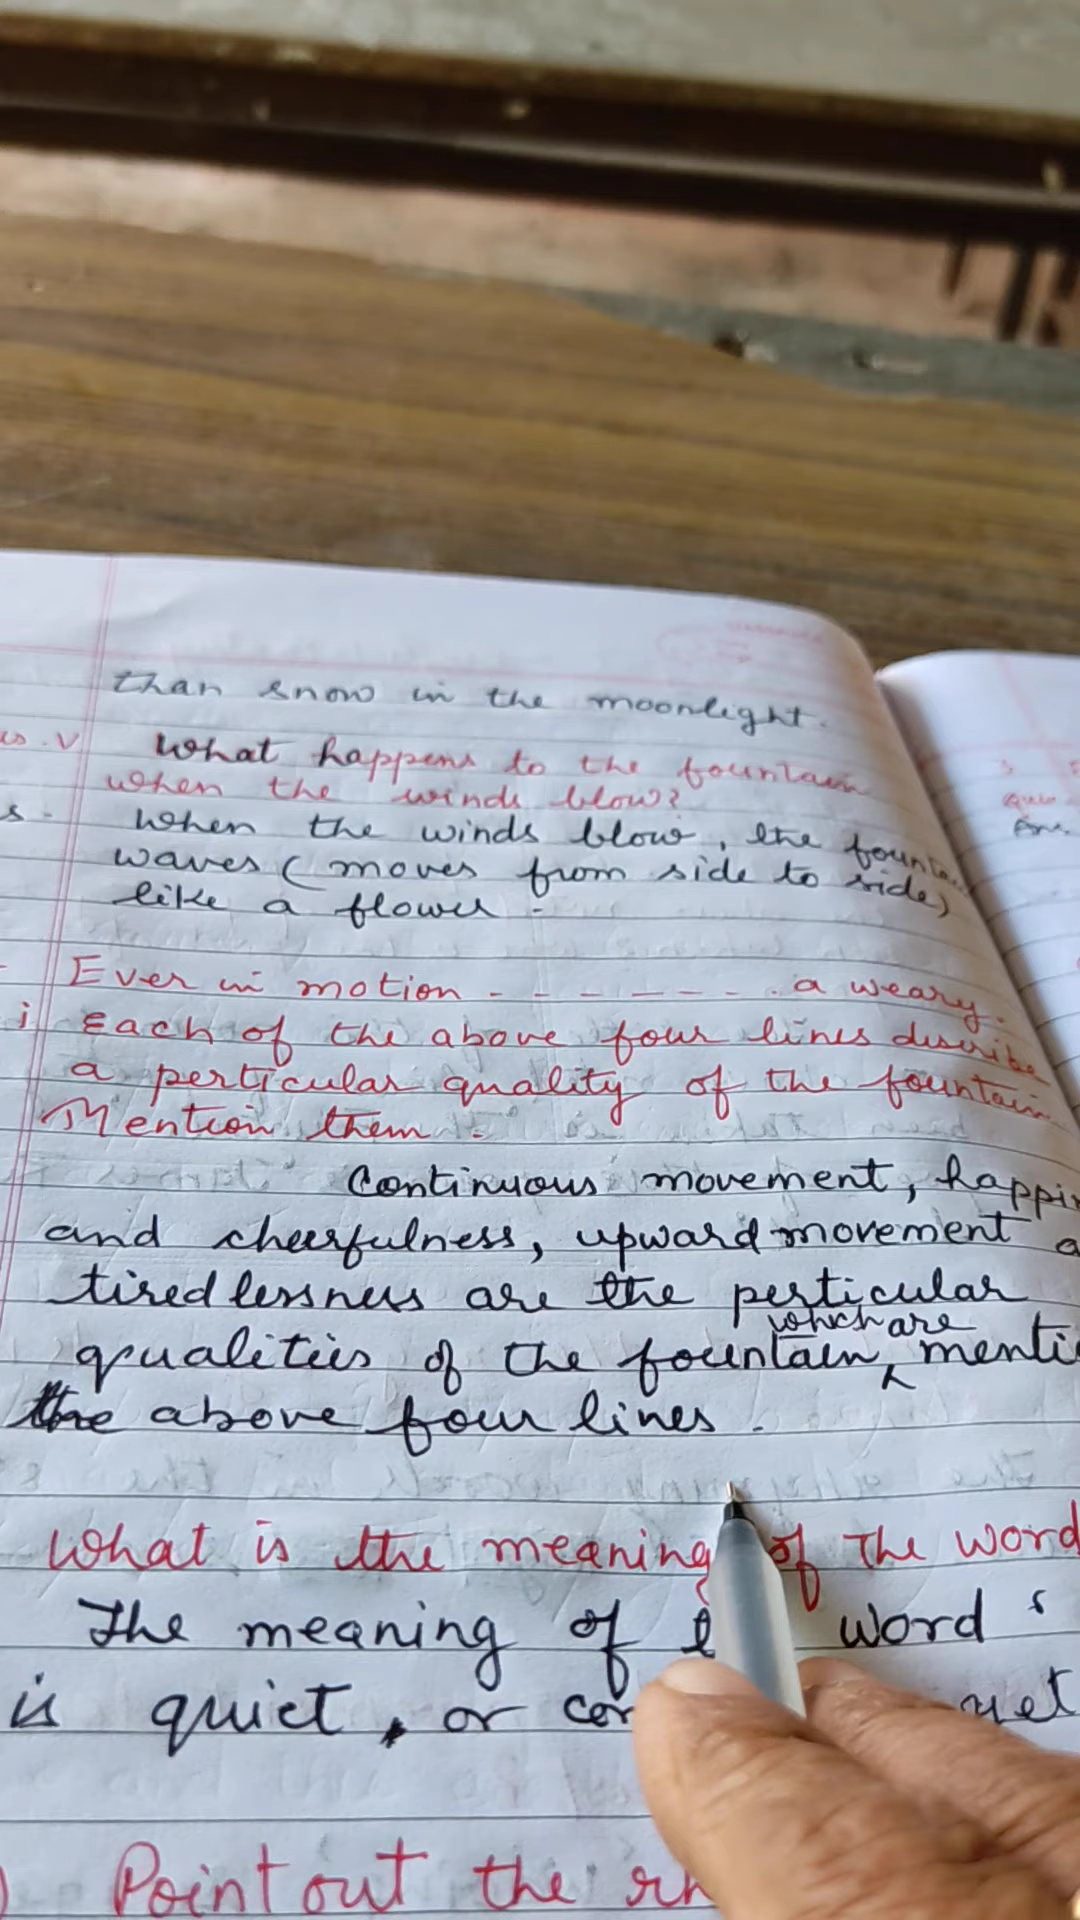 than snow in the moonlight.
v What happens to the fountain
when the winds blow?
When the winds blow, the
waves (moves from side to side)
like a flower
Ever in motion - - - - - - - . a weary.
i Each of the above four lines describe
a perticular quality of the fountain
Mention them.
Continuous movement,
and cheerfulness, upward movement
tiredlessness are the perticular
which are
qualities of the fountain,
the above four lines.
What is the meaning of The word
The meaning of word
is quiet, or
Point out the